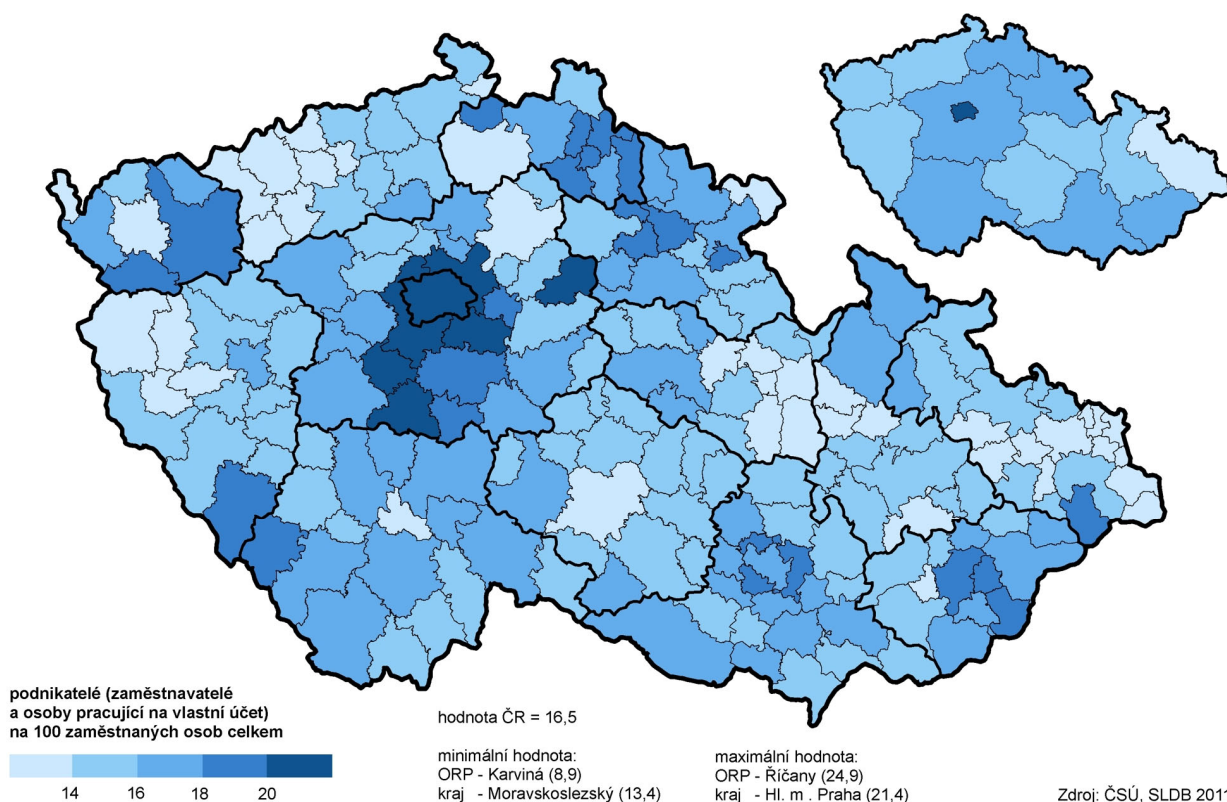 podnikatelé (zaměstnavatelé
a osoby pracující na vlastní účet)
na 100 zaměstnaných osob celkem
14 16 18 20
hodnota ČR = 16,5
minimální hodnota:
ORP - Karviná (8,9)
kraj - Moravskoslezský (13,4)
maximální hodnota:
ORP - Říčany (24,9)
kraj - Hl. m . Praha (21,4)
Zdroj: ČSÚ, SLDB 2011